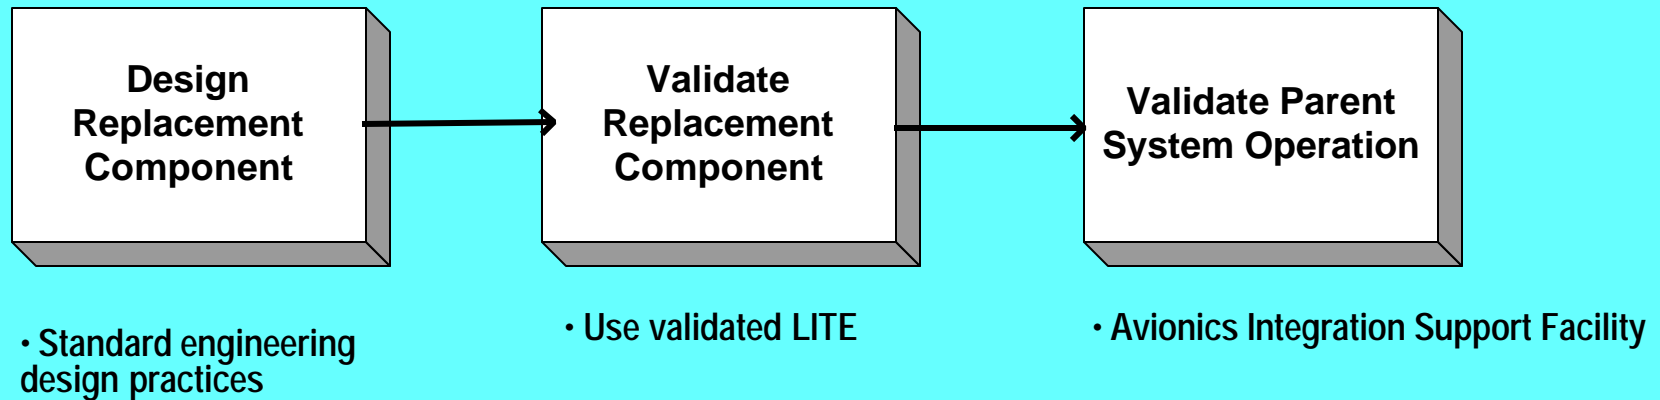 Design
Replacement
Component
Validate
Replacement
Component
Validate Parent
System Operation
• Standard engineering
design practices
• Use validated LITE
• Avionics Integration Support Facility